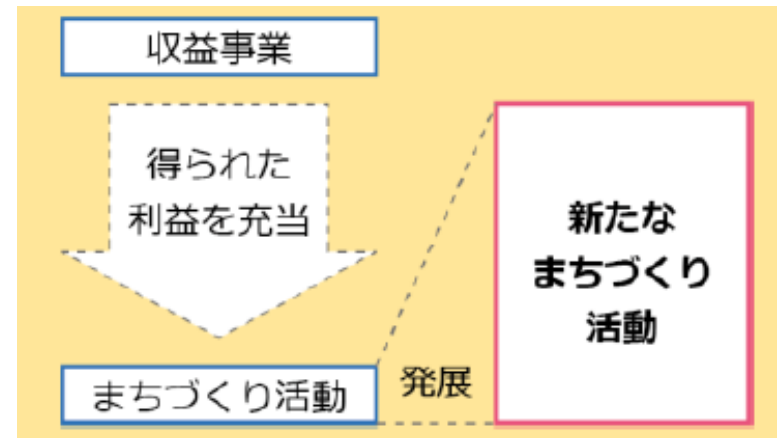 収益事業
得られた
利益を充当
まちづくり活動
発展
新たな
まちづくり
活動